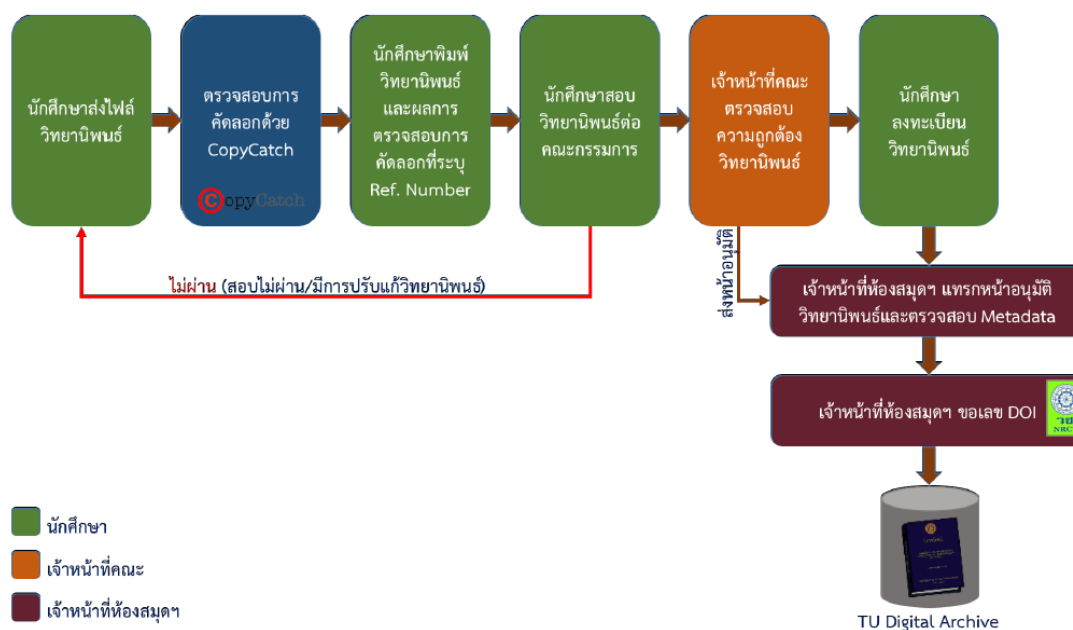 นักศึกษาส่งไฟล์
วิทยานิพนธ์
ตรวจสอบการ
คัดลอกด้วย
CopyCatch
CopyCatch
นักศึกษาพิมพ์
วิทยานิพนธ์
และผลการ
ตรวจสอบการ
คัดลอกที่ระบุ
Ref. Number
นักศึกษาสอบ
วิทยานิพนธ์ต่อ
คณะกรรมการ
เจ้าหน้าที่คณะ
ตรวจสอบ
ความถูกต้อง
วิทยานิพนธ์
นักศึกษา
ลงทะเบียน
วิทยานิพนธ์
ไม่ผ่าน (สอบไม่ผ่าน/มีการปรับแก้วิทยานิพนธ์)
ส่งหน้าอนุมัติ
เจ้าหน้าที่ห้องสมุดฯ แทรกหน้าอนุมัติ
วิทยานิพนธ์และตรวจสอบ Metadata
เจ้าหน้าที่ห้องสมุดฯ ขอเลข DOI
นักศึกษา
เจ้าหน้าที่คณะ
เจ้าหน้าที่ห้องสมุดฯ
TU Digital Archive